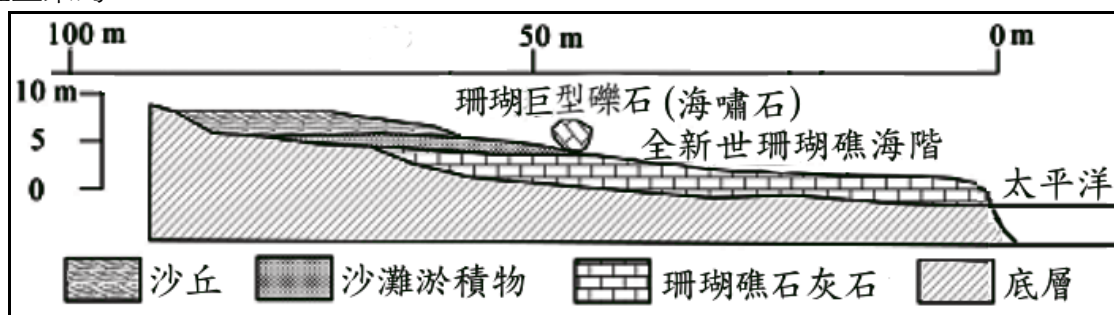 100 m 50 m 0 m
10 m
珊瑚巨型礫石(海嘯石)
5
全新世珊瑚礁海階
0
太平洋
沙丘 沙灘淤積物 珊瑚礁石灰石 底層